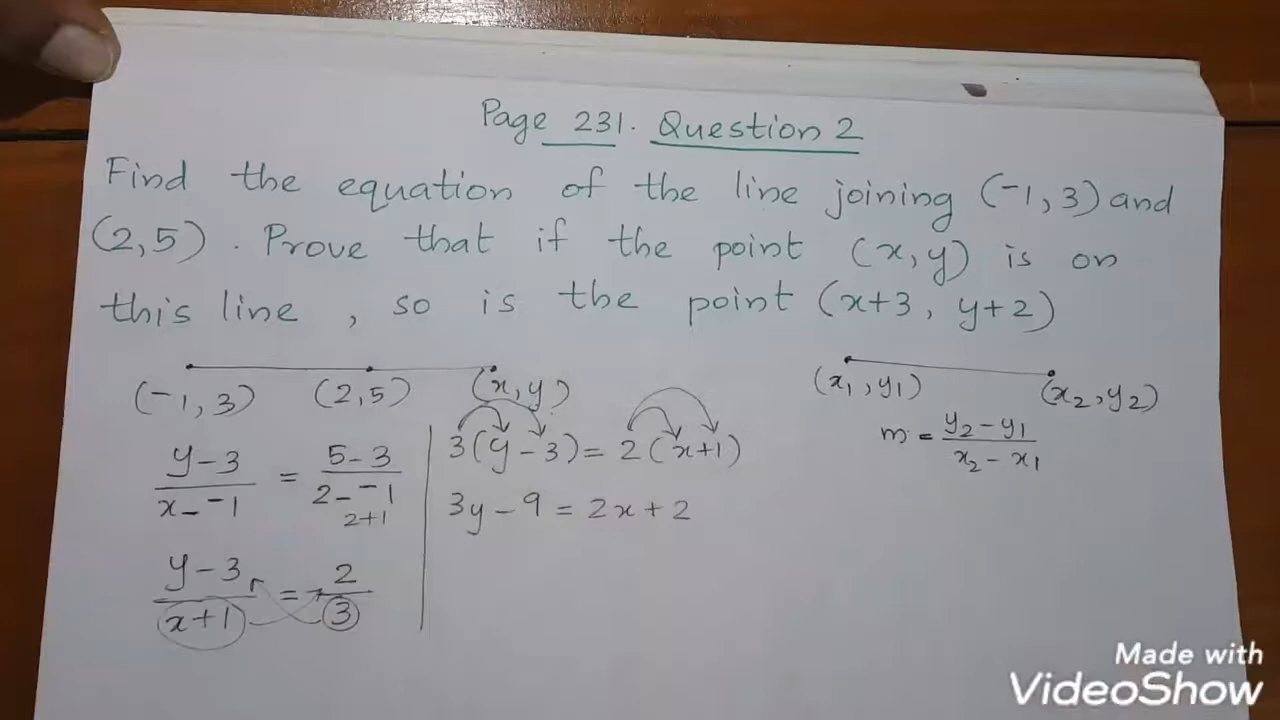 Page 231. Question 2
Find the equation of the line joining (-1, 3) and
(2, 5). Prove that if the point (x, y) is on
this line, so is the point (x+3, y+2)
(-1, 3) (2, 5) (x, y)
(x1, y1) (x2, y2)
m = y2 - y1 / x2 - x1
y - 3 / x - -1 = 5 - 3 / 2 - -1
2+1
y - 3 / x+1 = 2 / 3
3(y - 3) = 2(x+1)
3y - 9 = 2x + 2
Made with
VideoShow